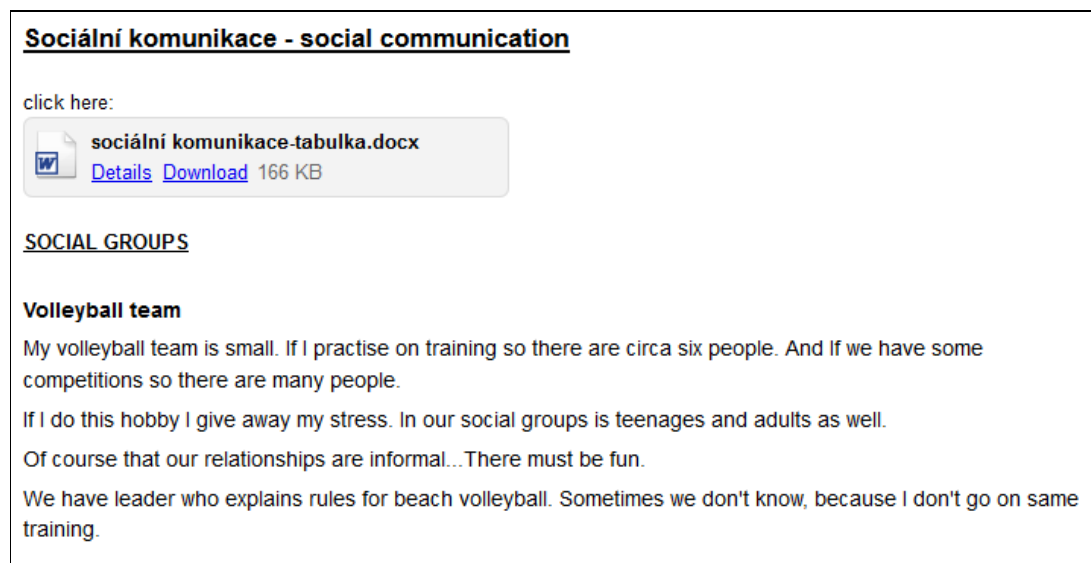 Sociální komunikace - social communication
click here:
sociální komunikace-tabulka.docx
Details Download 166 KB
SOCIAL GROUPS
Volleyball team
My volleyball team is small. If I practise on training so there are circa six people. And If we have some
competitions so there are many people.
If I do this hobby I give away my stress. In our social groups is teenages and adults as well.
Of course that our relationships are informal...There must be fun.
We have leader who explains rules for beach volleyball. Sometimes we don't know, because I don't go on same
training.